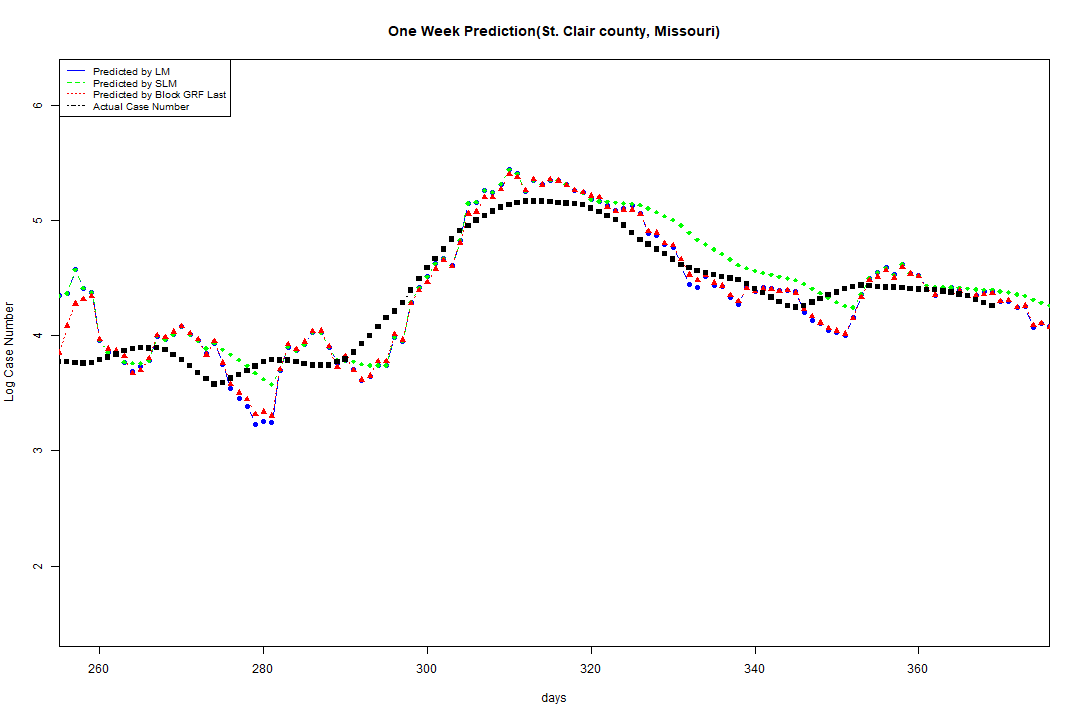 One Week Prediction(St. Clair county, Missouri)
Predicted by LM
Predicted by SLM
Predicted by Block GRF Last
Actual Case Number
6
5
4
3
2
Log Case Number
260 280 300 320 340 360
days